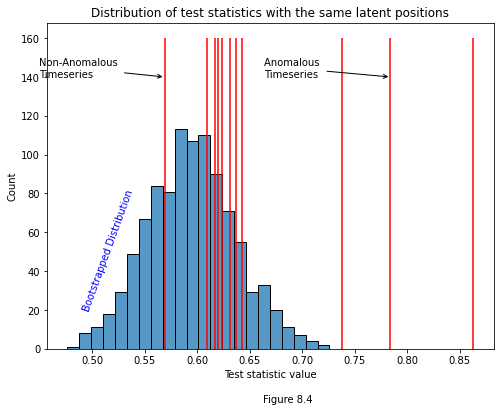 Distribution of test statistics with the same latent positions
160
140
120
100
80
60
40
20
0
Count
Non-Anomalous
Timeseries
Anomalous
Timeseries
Bootstrapped Distribution
0.50 0.55 0.60 0.65 0.70 0.75 0.80 0.85
Test statistic value
Figure 8.4